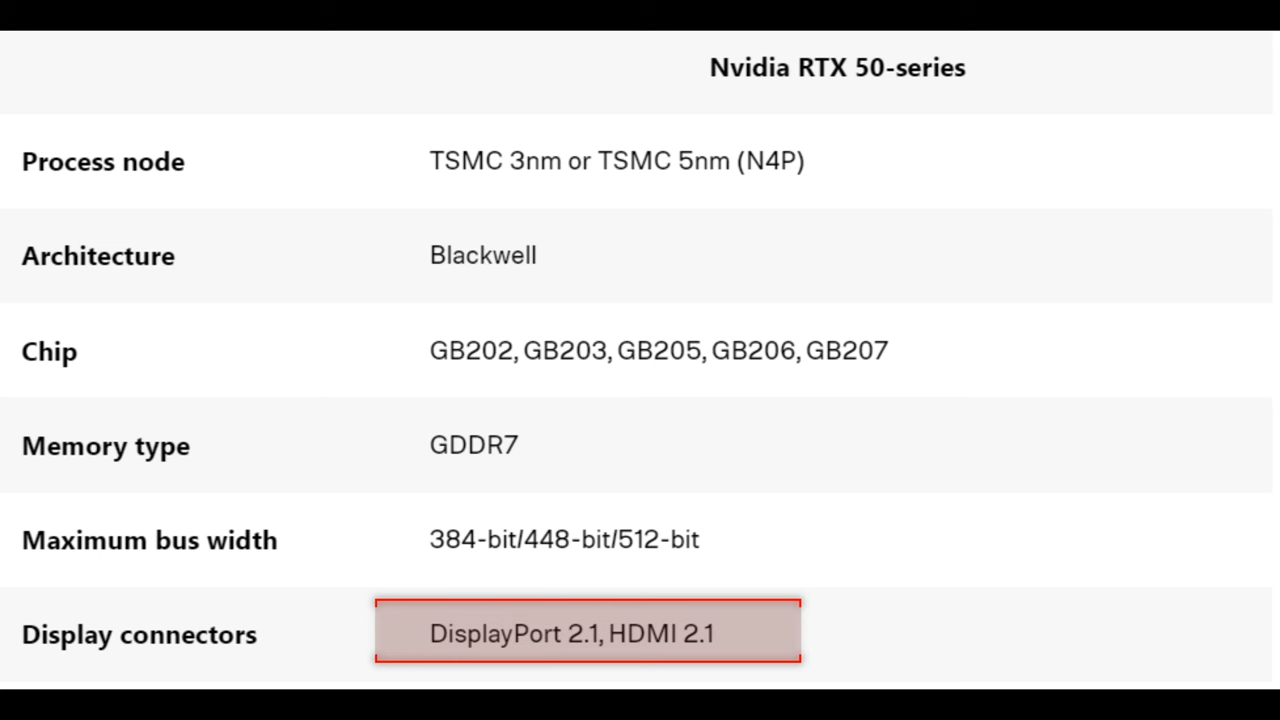 Nvidia RTX 50-series
Process node TSMC 3nm or TSMC 5nm (N4P)
Architecture Blackwell
Chip GB202, GB203, GB205, GB206, GB207
Memory type GDDR7
Maximum bus width 384-bit/448-bit/512-bit
Display connectors DisplayPort 2.1, HDMI 2.1